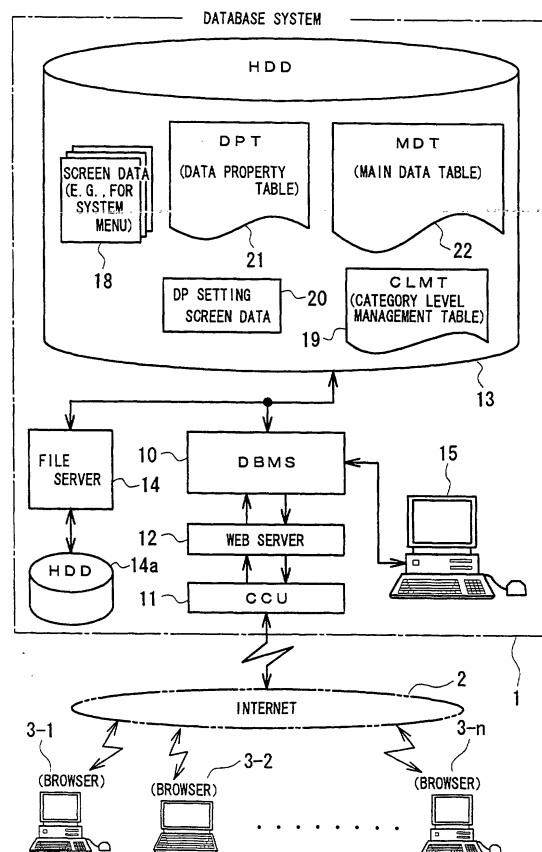 DATABASE SYSTEM
HDD
SCREEN DATA
(E.G., FOR
SYSTEM
MENU)
18
DPT
(DATA PROPERTY
TABLE)
21
MDT
(MAIN DATA TABLE)
22
DP SETTING
SCREEN DATA
20
CLMT
(CATEGORY LEVEL
MANAGEMENT TABLE)
19
13
FILE
SERVER
14
HDD
14a
10
DBMS
15
12
WEB SERVER
11
CCU
1
2
INTERNET
3-1
(BROWSER)
3-2
(BROWSER)
3-n
(BROWSER)